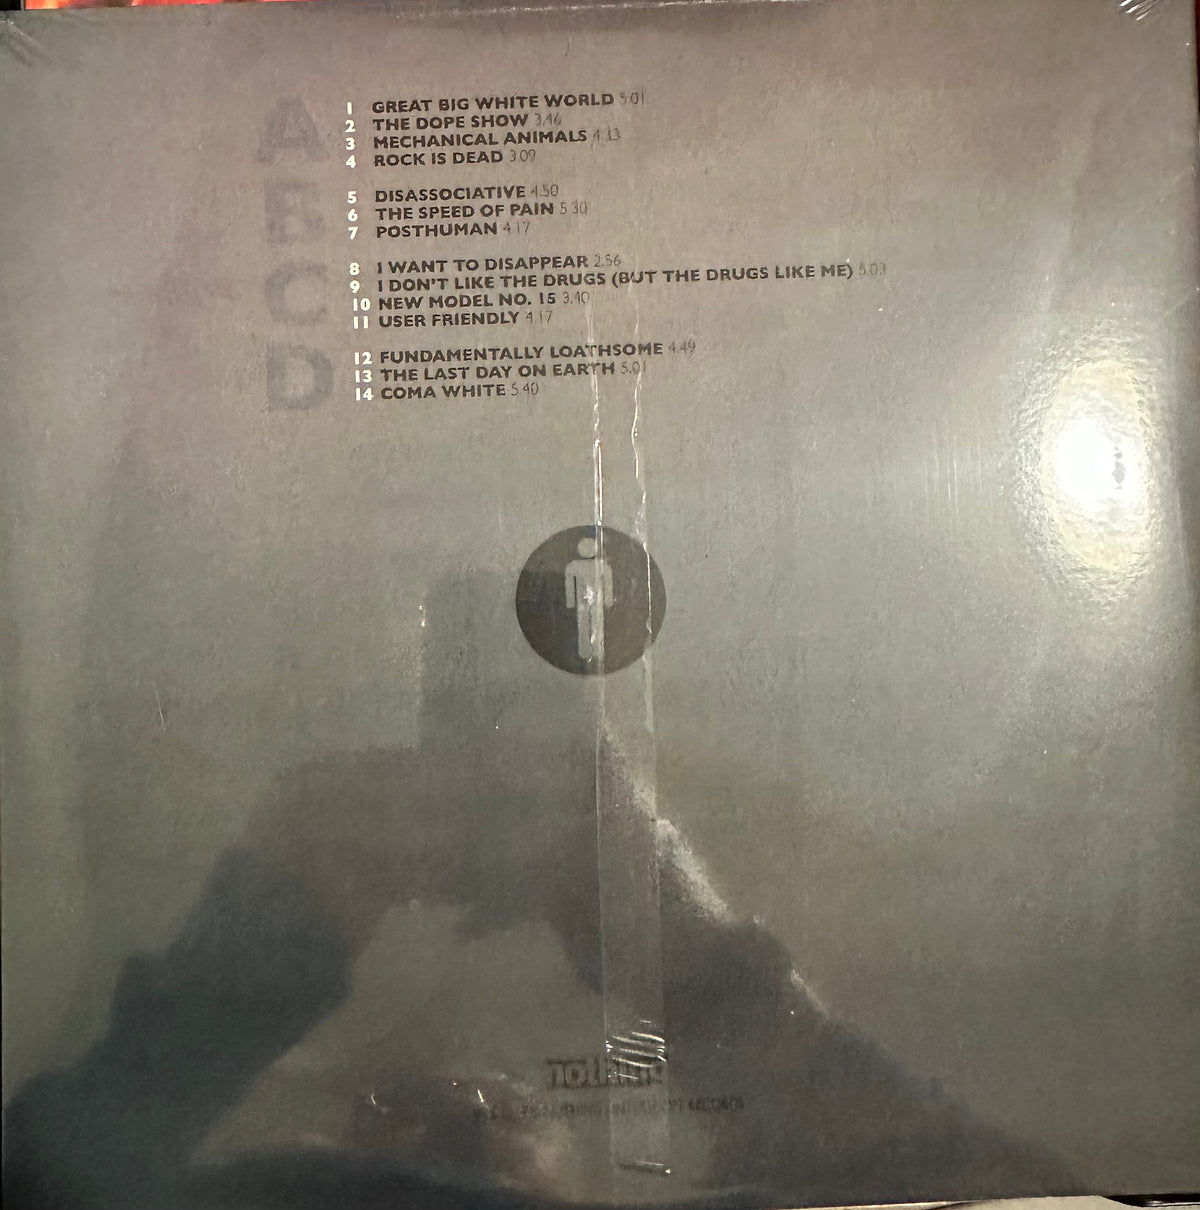 A
1 GREAT BIG WHITE WORLD 5.01
2 THE DOPE SHOW 3.46
3 MECHANICAL ANIMALS 4.33
4 ROCK IS DEAD 3.09
B
5 DISASSOCIATIVE 4.50
6 THE SPEED OF PAIN 5.30
7 POSTHUMAN 4.17
C
8 I WANT TO DISAPPEAR 2.56
9 I DON'T LIKE THE DRUGS (BUT THE DRUGS LIKE ME) 5.03
10 NEW MODEL NO. 15 3.40
11 USER FRIENDLY 4.17
D
12 FUNDAMENTALLY LOATHSOME 4.49
13 THE LAST DAY ON EARTH 5.01
14 COMA WHITE 5.40
RECORDS